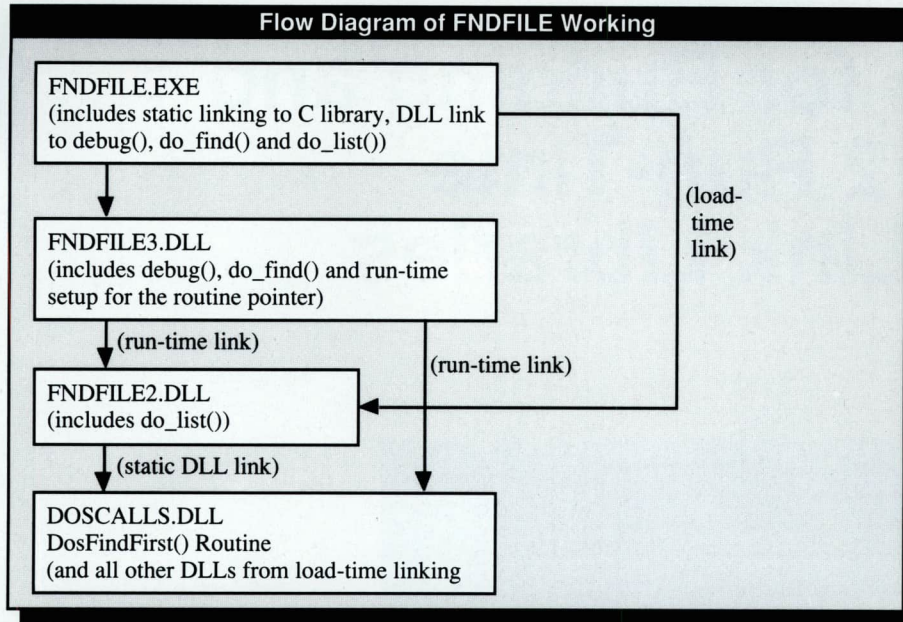 Flow Diagram of FNDFILE Working
FNDFILE.EXE
(includes static linking to C library, DLL link
to debug(), do_find() and do_list())
(load-
time
link)
FNDFILE3.DLL
(includes debug(), do_find() and run-time
setup for the routine pointer)
(run-time link)
(run-time link)
FNDFILE2.DLL
(includes do_list())
(static DLL link)
DOSCALLS.DLL
DosFindFirst() Routine
(and all other DLLs from load-time linking